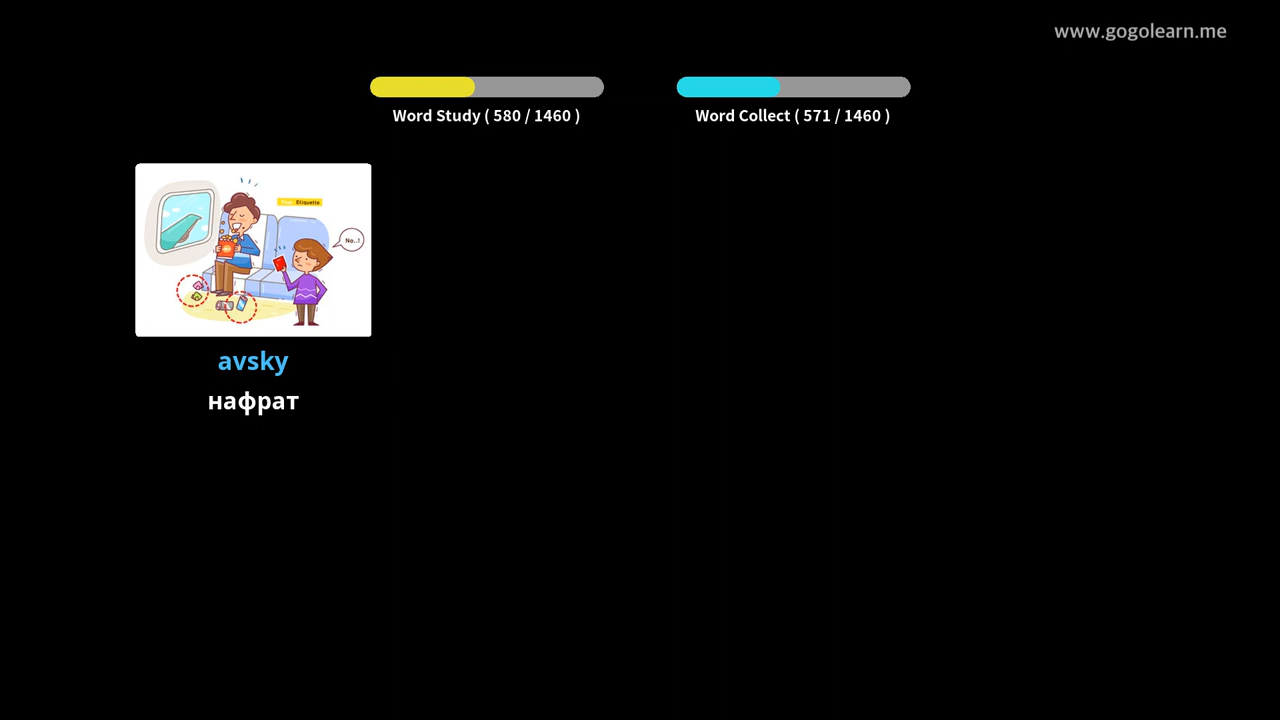 www.gogolearn.me
Word Study ( 580 / 1460 )
Word Collect ( 571 / 1460 )
Etiquette
No..!
avsky
нафрат